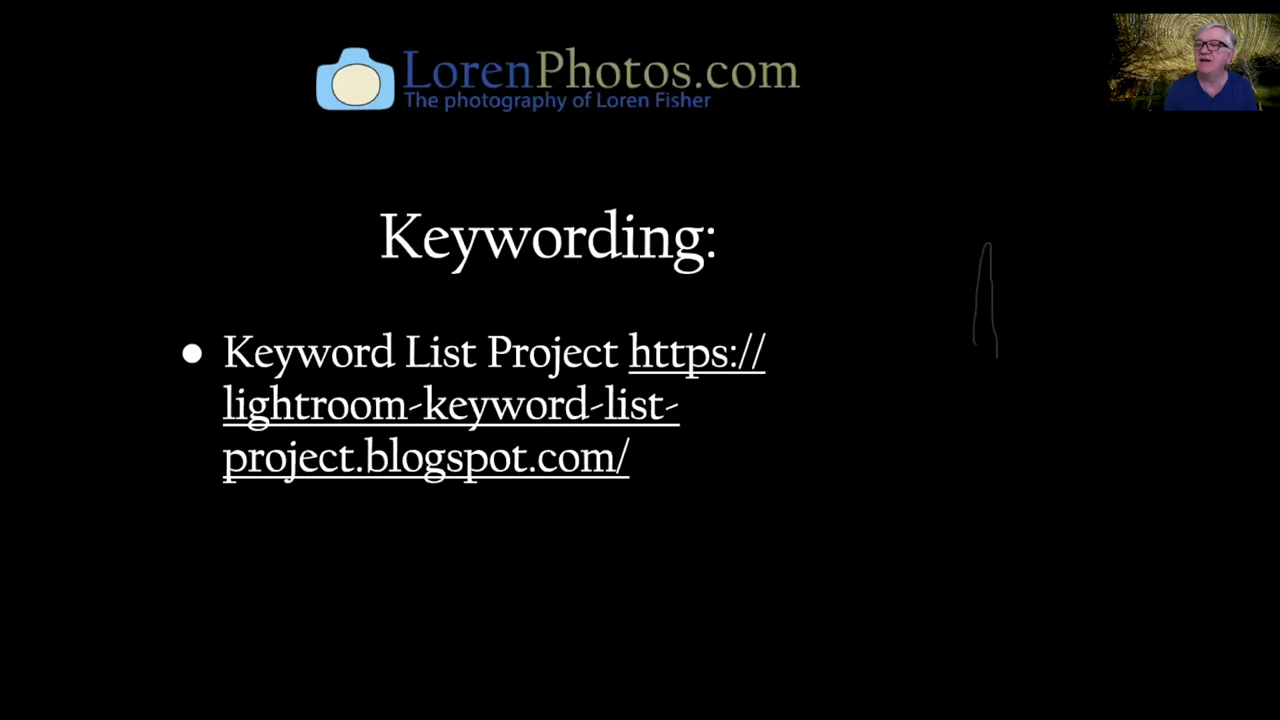 LorenPhotos.com
The photography of Loren Fisher
Keywording:
● Keyword List Project https://
lightroom-keyword-list-
project.blogspot.com/